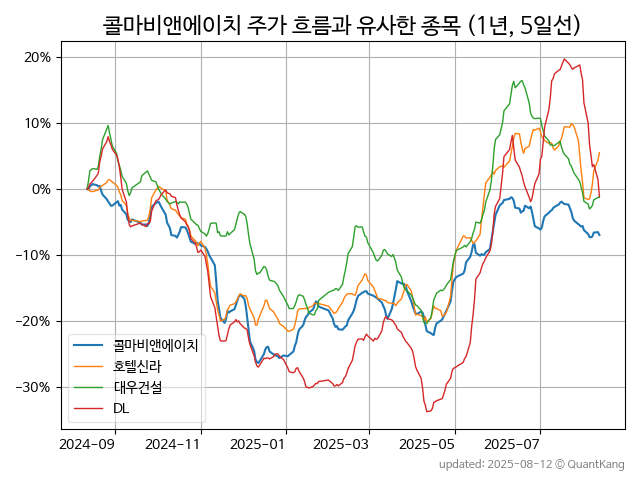 콜마비앤에이치 주가 흐름과 유사한 종목 (1년, 5일선)
20%
10%
0%
−10%
−20%
−30%
콜마비앤에이치
호텔신라
대우건설
DL
2024-09
2024-11
2025-01
2025-03
2025-05
2025-07
updated: 2025-08-12 © QuantKang